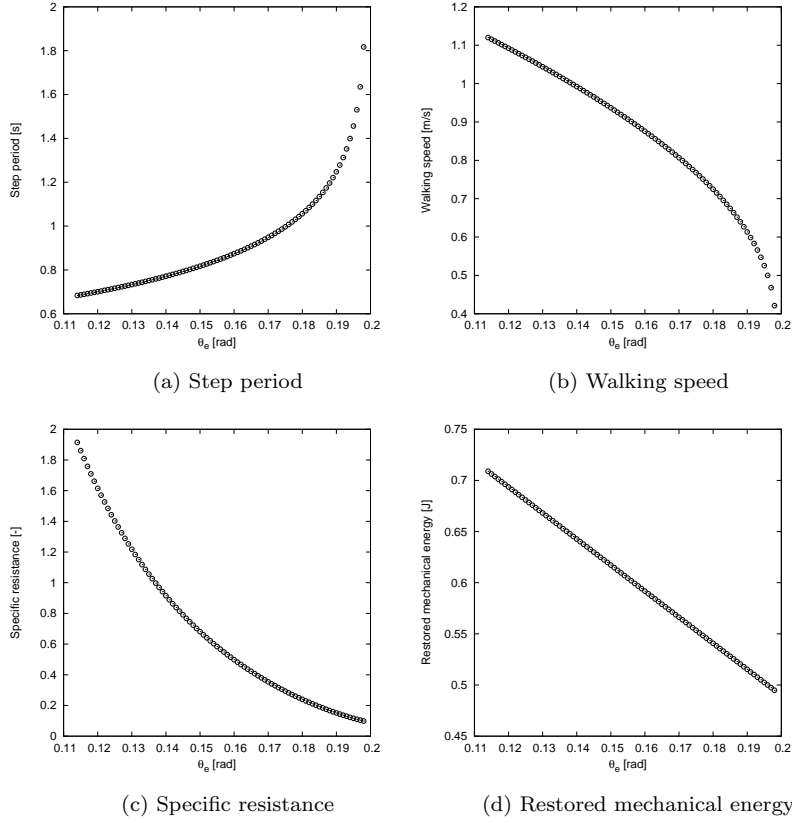 2
1.8
1.6
1.4
1.2
1
0.8
0.6
Step period [s]
0.11 0.12 0.13 0.14 0.15 0.16 0.17 0.18 0.19 0.2
θe [rad]
(a) Step period
1.2
1.1
1
0.9
0.8
0.7
0.6
0.5
0.4
Walking speed [m/s]
0.11 0.12 0.13 0.14 0.15 0.16 0.17 0.18 0.19 0.2
θe [rad]
(b) Walking speed
2
1.8
1.6
1.4
1.2
1
0.8
0.6
0.4
0.2
0
Specific resistance [-]
0.11 0.12 0.13 0.14 0.15 0.16 0.17 0.18 0.19 0.2
θe [rad]
(c) Specific resistance
0.75
0.7
0.65
0.6
0.55
0.5
0.45
Restored mechanical energy [J]
0.11 0.12 0.13 0.14 0.15 0.16 0.17 0.18 0.19 0.2
θe [rad]
(d) Restored mechanical energy